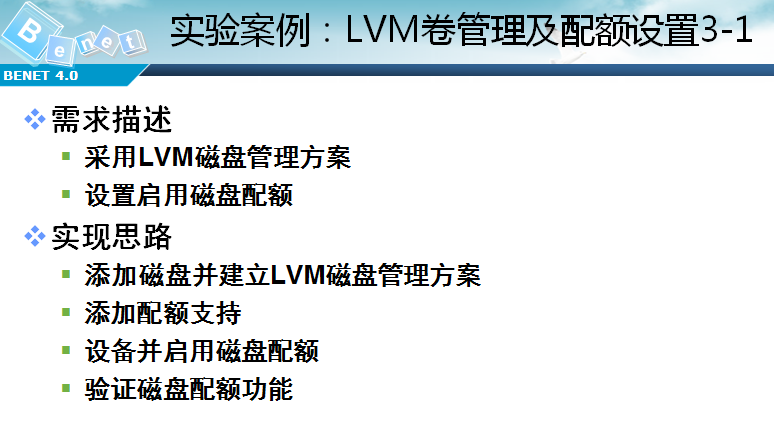 Benet
实验案例：LVM卷管理及配额设置3-1
BENET 4.0
需求描述
采用LVM磁盘管理方案
设置启用磁盘配额
实现思路
添加磁盘并建立LVM磁盘管理方案
添加配额支持
设备并启用磁盘配额
验证磁盘配额功能